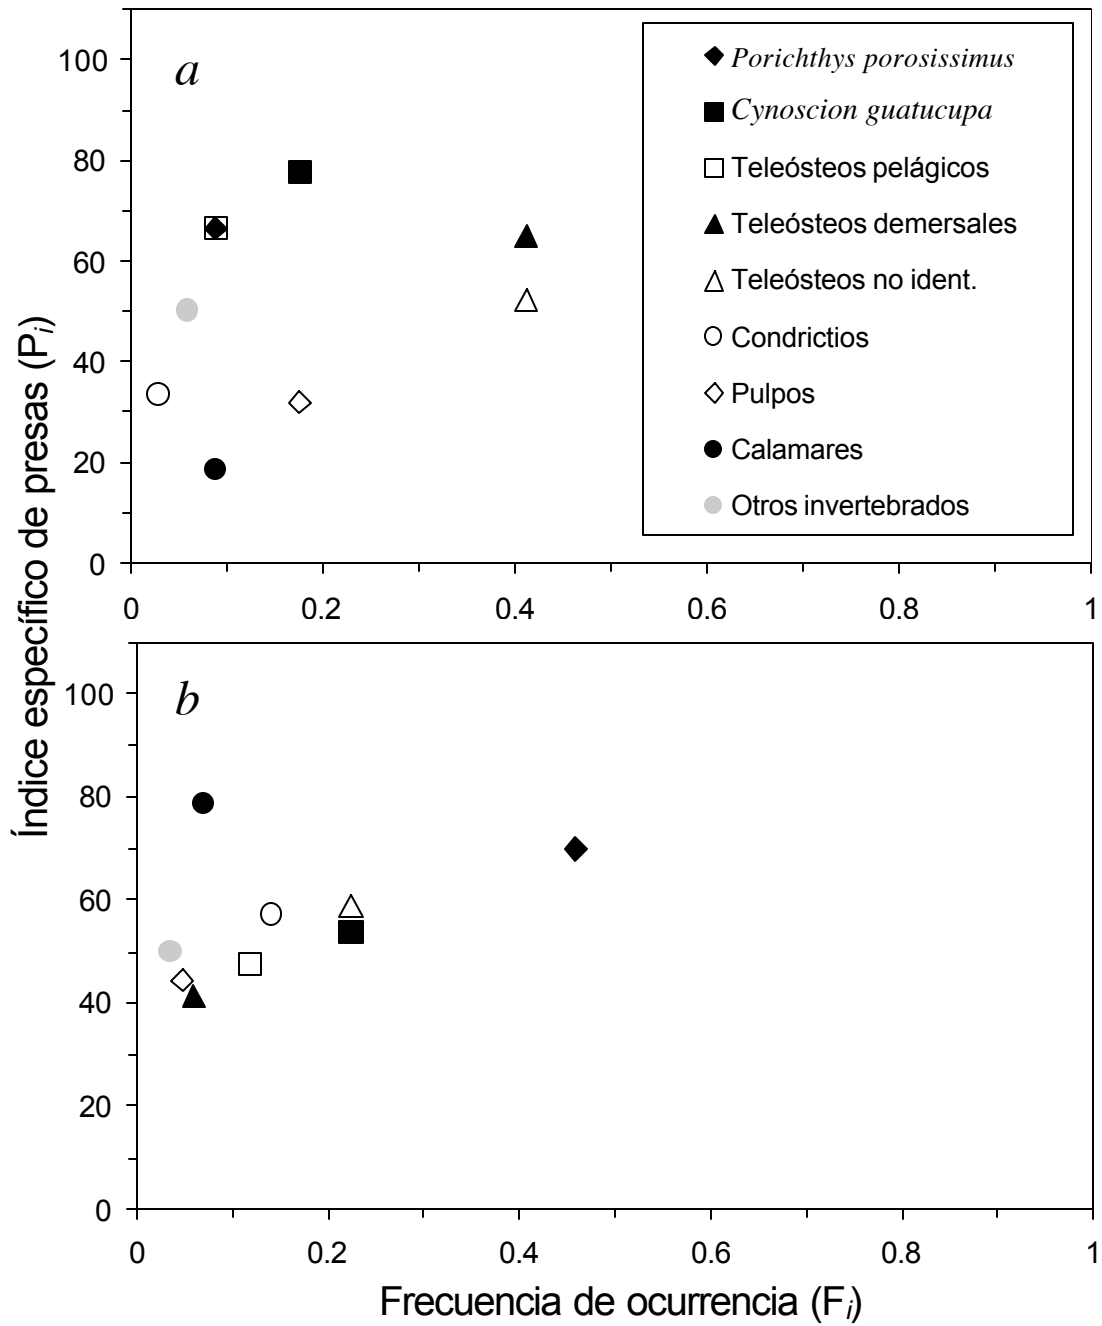 Índice específico de presas (Pi)
100
80
60
40
20
0
a
Porichthys porosissimus
Cynoscion guatucupa
Teleósteos pelágicos
Teleósteos demersales
Teleósteos no ident.
Condrictios
Pulpos
Calamares
Otros invertebrados
0 0.2 0.4 0.6 0.8 1
100
80
60
40
20
0
b
0 0.2 0.4 0.6 0.8 1
Frecuencia de ocurrencia (Fi)